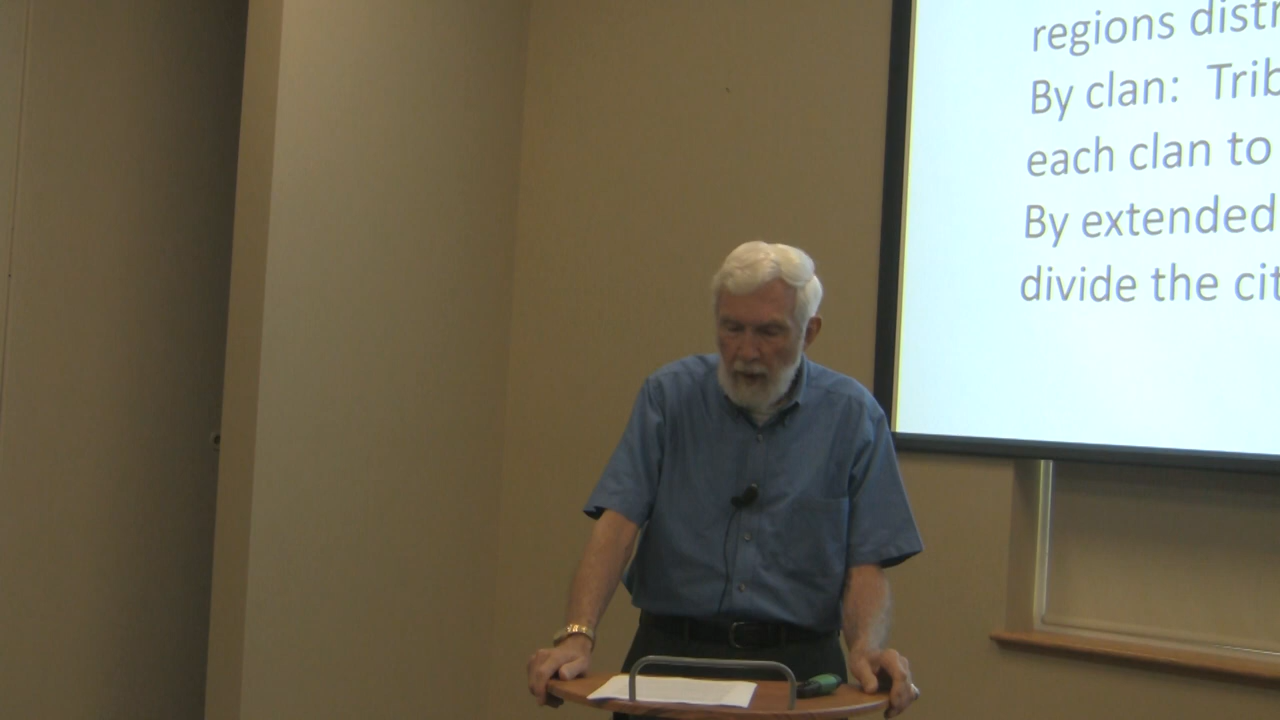 regions distr
By clan: Trib
each clan to
By extended
divide the cit